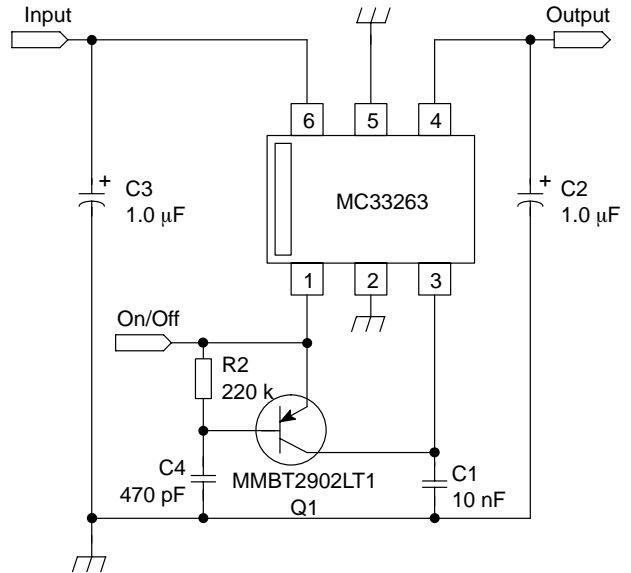 Input
Output
6
5
4
MC33263
C3
1.0 μF
C2
1.0 μF
1
2
3
On/Off
R2
220 k
C4
470 pF
MMBT2902LT1
Q1
C1
10 nF
+
+